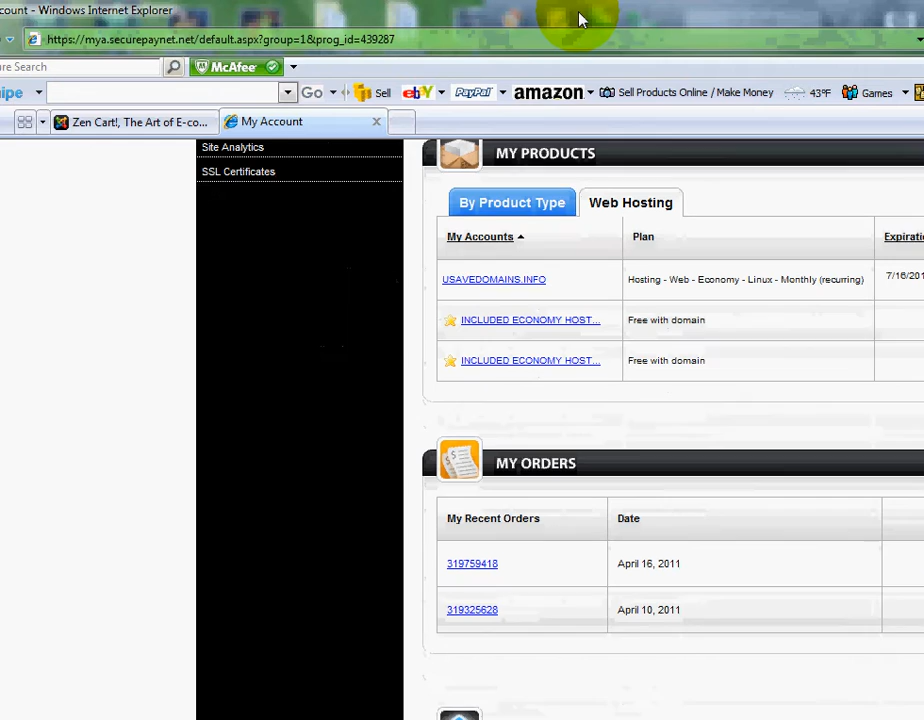 count - Windows Internet Explorer
https://mya.securepaynet.net/default.aspx?group=1&prog_id=439287
re Search McAfee
ipe Go Sell ebY PayPal amazon Sell Products Online / Make Money 43°F Games
Zen Cart!, The Art of E-co... My Account
Site Analytics
SSL Certificates
MY PRODUCTS
By Product Type Web Hosting
My Accounts Plan Expirati
USAVEDOMAINS.INFO Hosting - Web - Economy - Linux - Monthly (recurring) 7/16/201
INCLUDED ECONOMY HOST... Free with domain
INCLUDED ECONOMY HOST... Free with domain
MY ORDERS
My Recent Orders Date
319759418 April 16, 2011
319325628 April 10, 2011